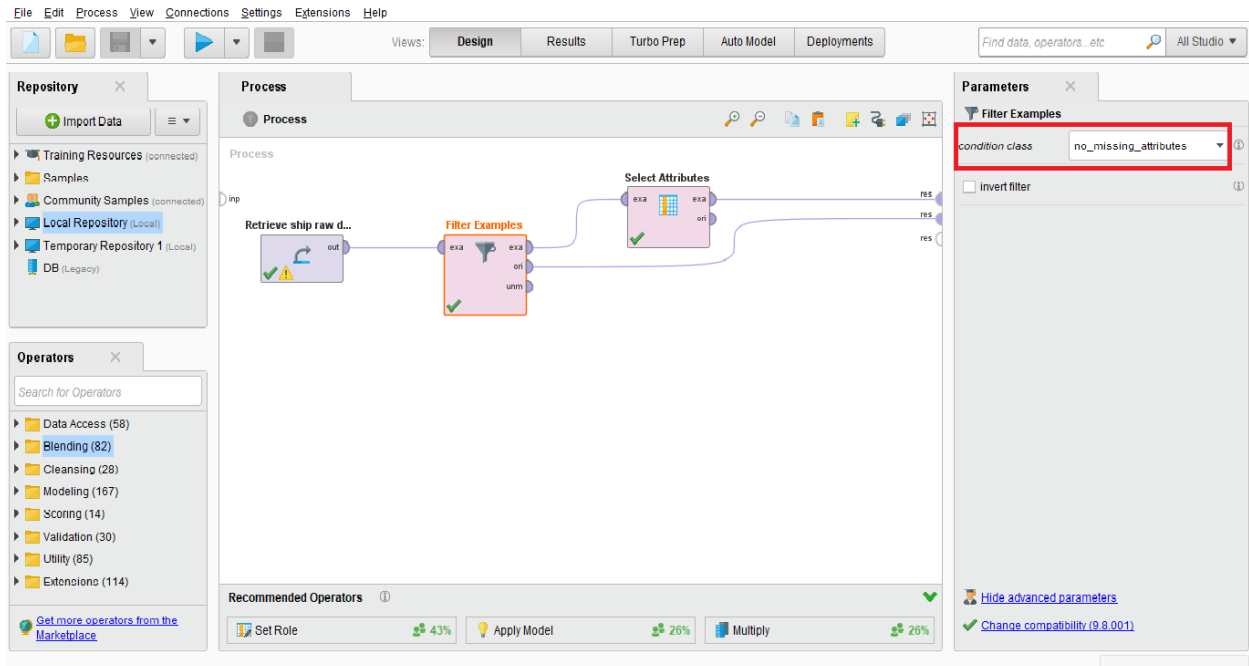 File Edit Process View Connections Settings Extensions Help
Views: Design Results Turbo Prep Auto Model Deployments Find data, operators...etc All Studio
Repository
Import Data
Training Resources (connected)
Samples
Community Samples (connected)
Local Repository (Local)
Temporary Repository 1 (Local)
DB (Legacy)
Operators
Search for Operators
Data Access (58)
Blending (82)
Cleansing (28)
Modeling (167)
Scoring (14)
Validation (30)
Utility (85)
Extensions (114)
Get more operators from the
Marketplace
Process
Process
Process
inp
Retrieve ship raw d...
out
Filter Examples
exa exa
ori
unm
Select Attributes
exa exa
ori
res
res
res
Recommended Operators
Set Role 43% Apply Model 26% Multiply 26%
Parameters
Filter Examples
condition class no_missing_attributes
invert filter
Hide advanced parameters
Change compatibility (9.8.001)